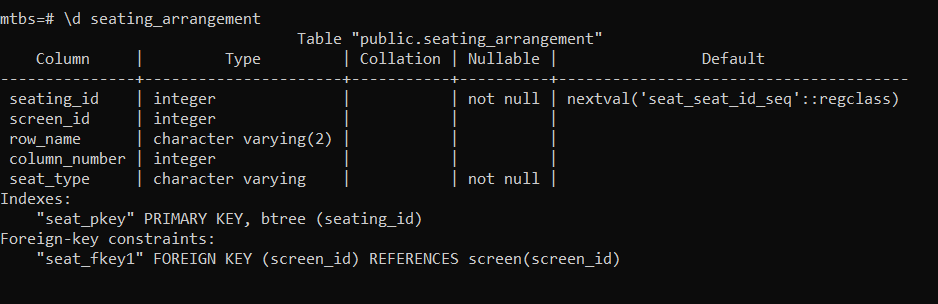 mtbs=# \d seating_arrangement
                                  Table "public.seating_arrangement"
    Column     |         Type         | Collation | Nullable |                Default
---------------+----------------------+-----------+----------+---------------------------------------
 seating_id    | integer              |           | not null | nextval('seat_seat_id_seq'::regclass)
 screen_id     | integer              |           |          |
 row_name      | character varying(2) |           |          |
 column_number | integer              |           |          |
 seat_type     | character varying    |           | not null |
Indexes:
    "seat_pkey" PRIMARY KEY, btree (seating_id)
Foreign-key constraints:
    "seat_fkey1" FOREIGN KEY (screen_id) REFERENCES screen(screen_id)